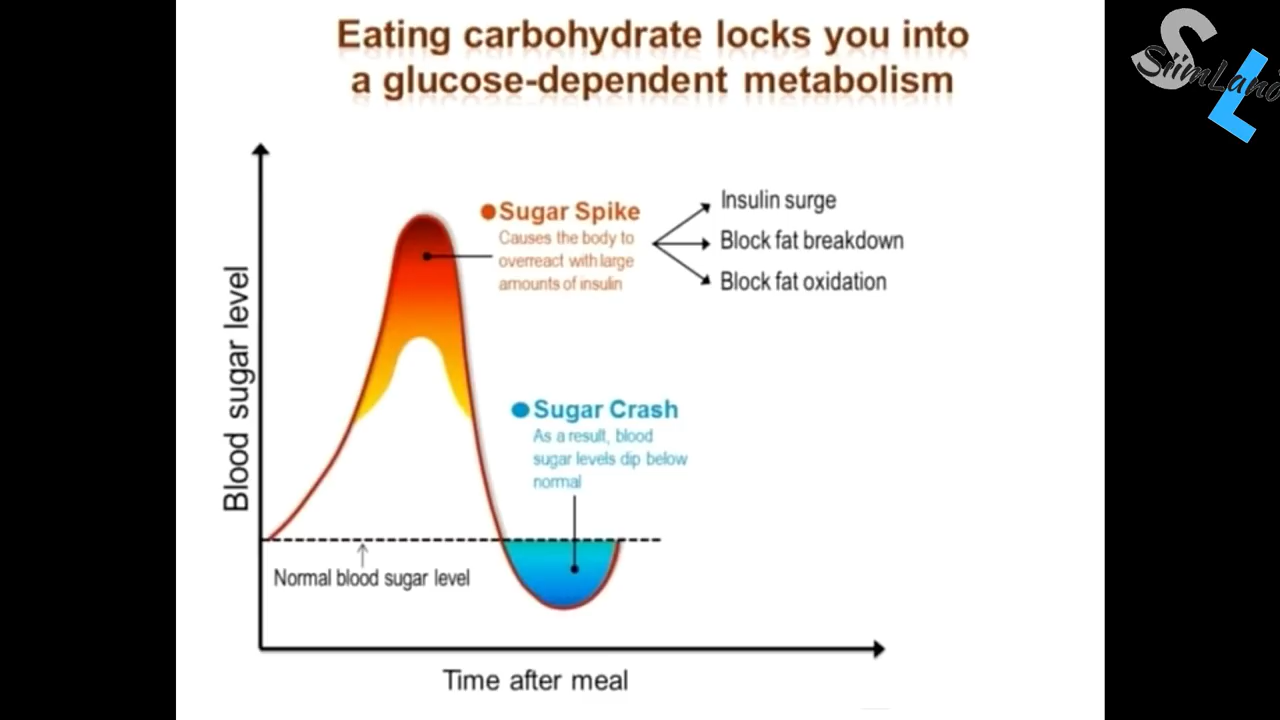 Eating carbohydrate locks you into
a glucose-dependent metabolism
SiimLand
Sugar Spike
Causes the body to
overreact with large
amounts of insulin
Insulin surge
Block fat breakdown
Block fat oxidation
Blood sugar level
Sugar Crash
As a result, blood
sugar levels dip below
normal
Normal blood sugar level
Time after meal